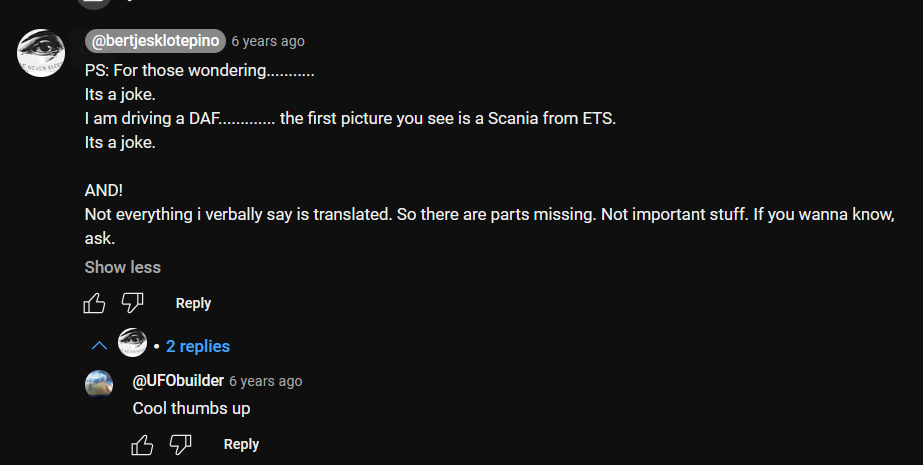 @bertjesklotepino 6 years ago
PS: For those wondering...........
Its a joke.
I am driving a DAF............. the first picture you see is a Scania from ETS.
Its a joke.
AND!
Not everything i verbally say is translated. So there are parts missing. Not important stuff. If you wanna know,
ask.
Show less
Reply
• 2 replies
@UFObuilder 6 years ago
Cool thumbs up
Reply